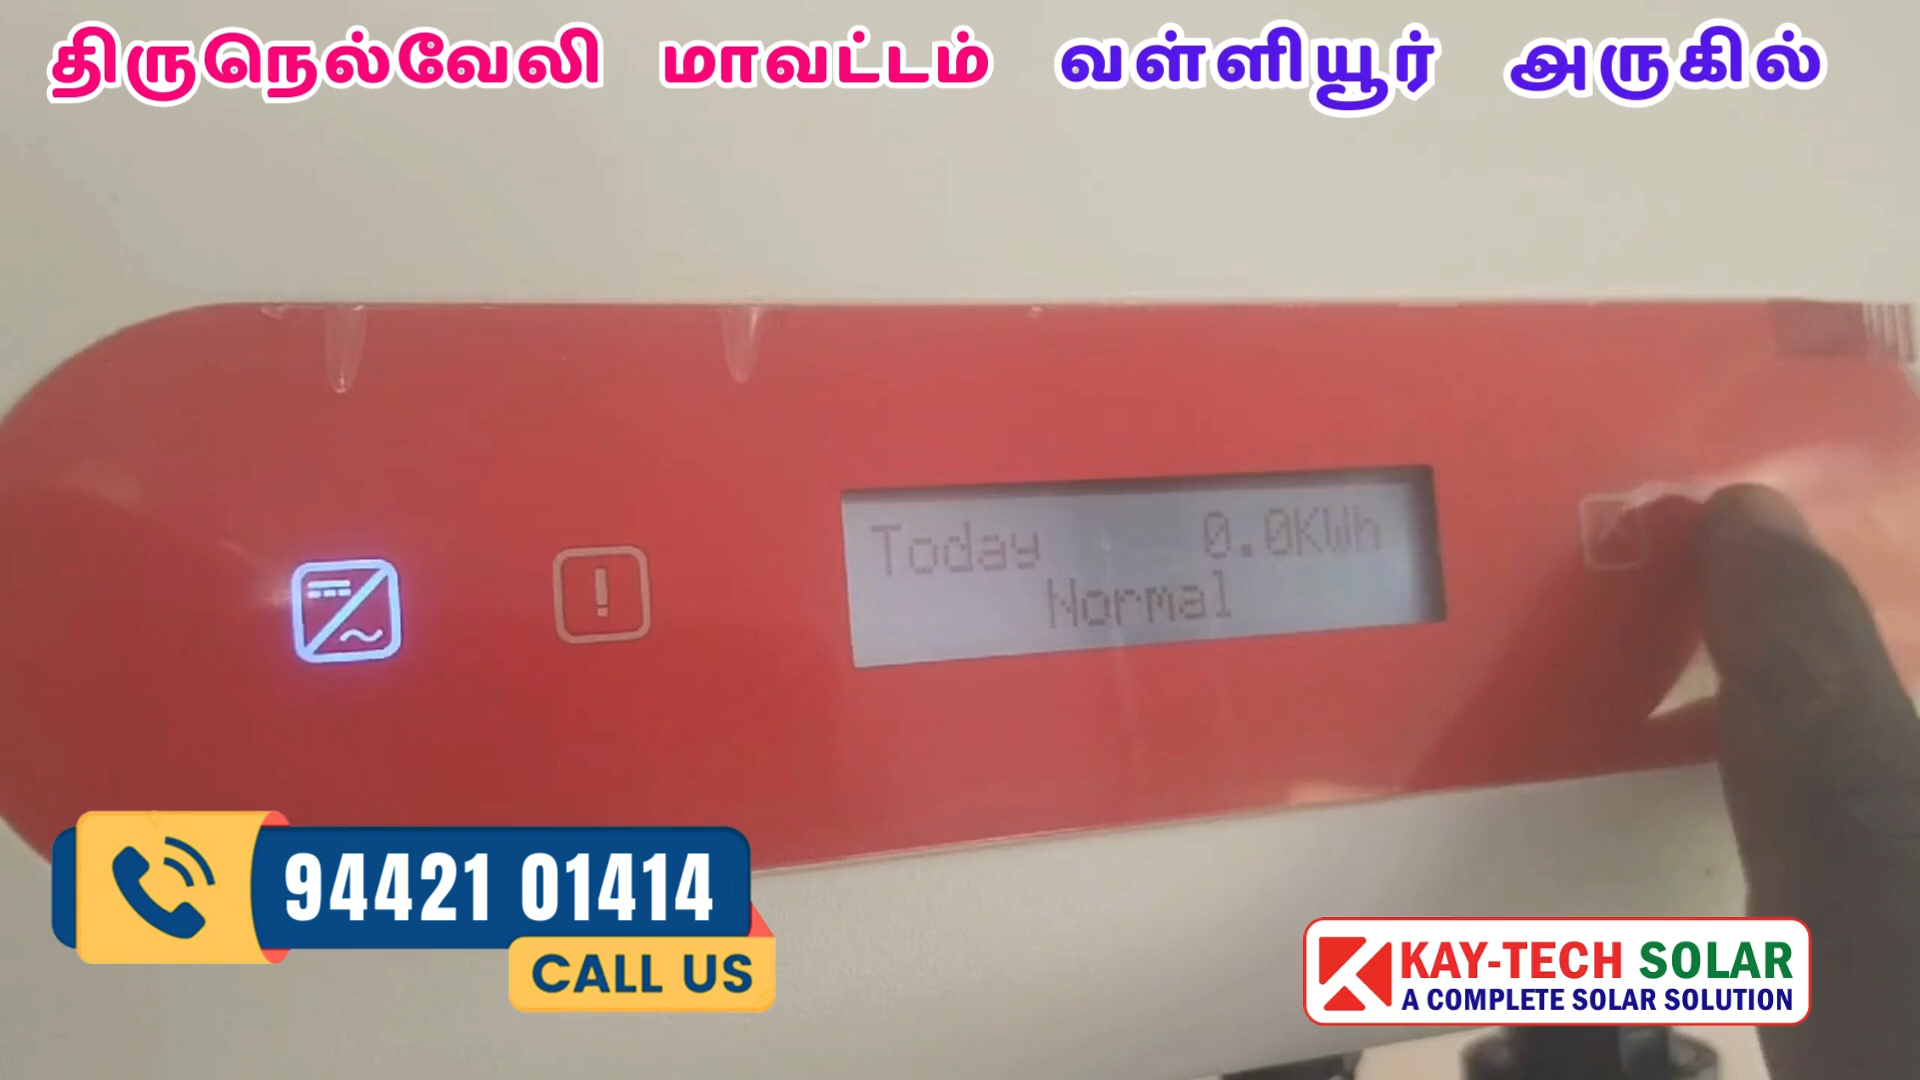 திருநெல்வேலி மாவட்டம் வள்ளியூர் அருகில்
Today 0.0KWh
Normal
94421 01414
CALL US
KAY-TECH SOLAR
A COMPLETE SOLAR SOLUTION